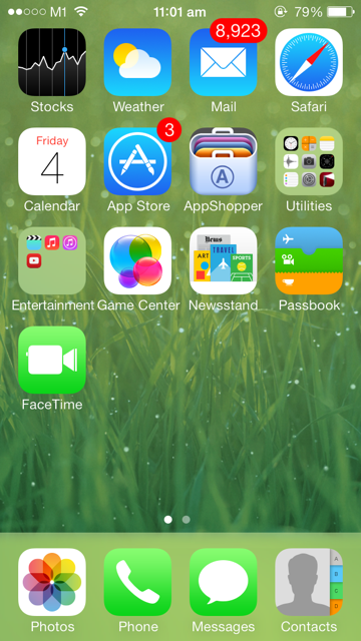 M1 11:01 am 79%
8,923
Stocks Weather Mail Safari
Friday 3
4
Calendar App Store AppShopper Utilities
News
ART TRAVEL SPORTS
Entertainment Game Center Newsstand Passbook
FaceTime
A
B
C
D
Photos Phone Messages Contacts